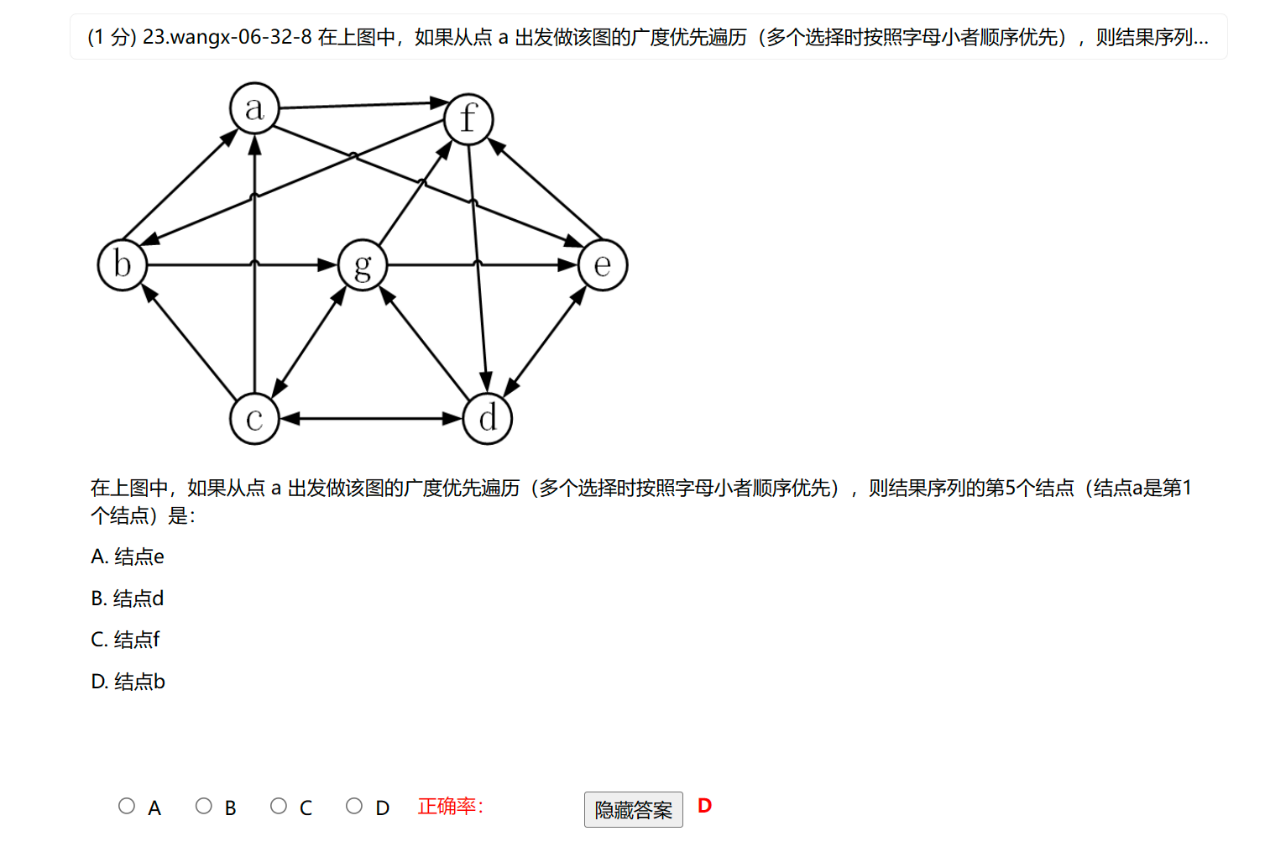 (1 分) 23.wangx-06-32-8 在上图中，如果从点 a 出发做该图的广度优先遍历（多个选择时按照字母小者顺序优先），则结果序列...
a
f
b
g
e
c
d
在上图中，如果从点 a 出发做该图的广度优先遍历（多个选择时按照字母小者顺序优先），则结果序列的第5个结点（结点a是第1
个结点）是：
A. 结点e
B. 结点d
C. 结点f
D. 结点b
A B C D 正确率： 隐藏答案 D